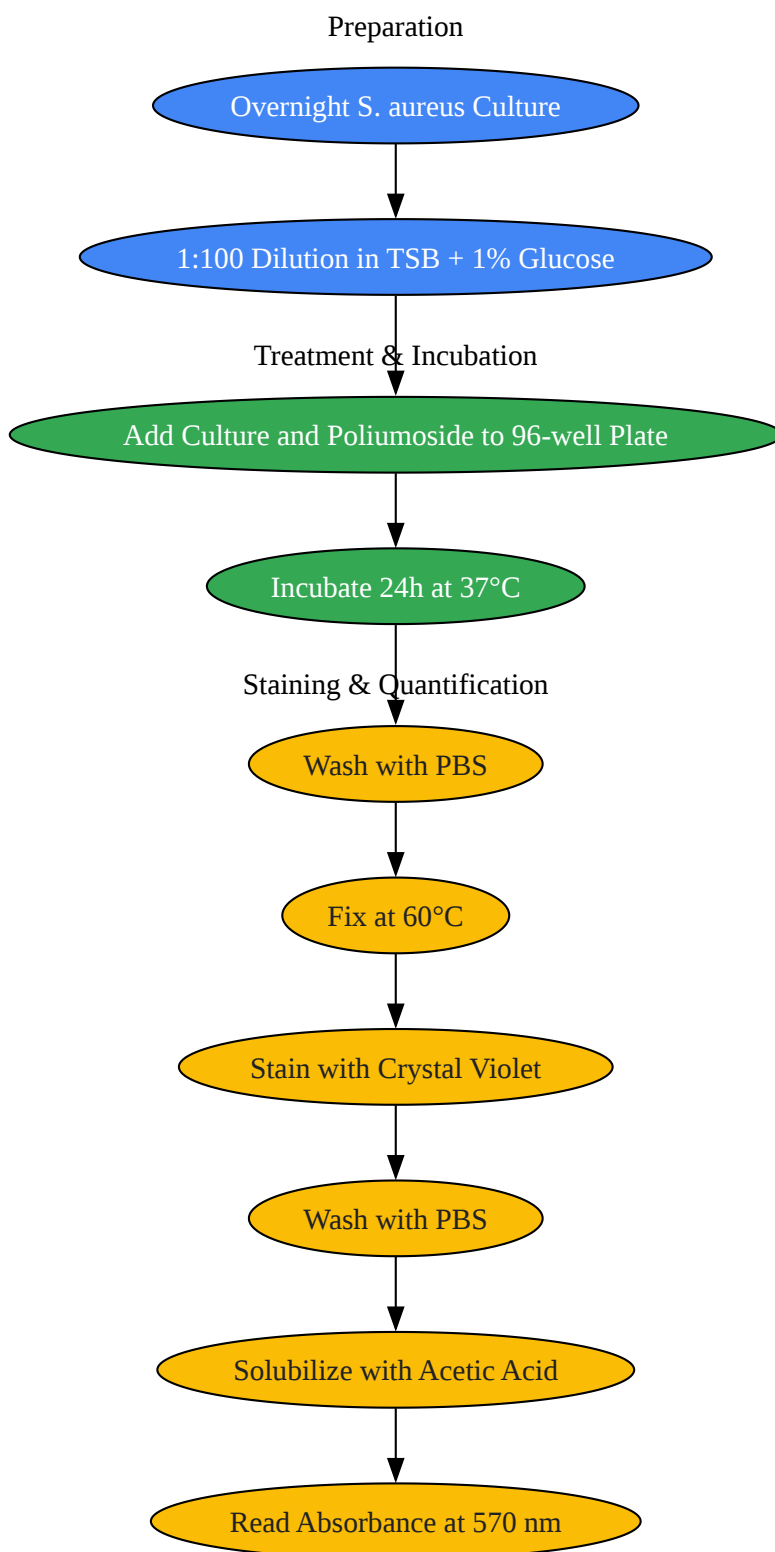 Preparation
Overnight S. aureus Culture
1:100 Dilution in TSB + 1% Glucose
Treatment & Incubation
Add Culture and Poliumoside to 96-well Plate
Incubate 24h at 37°C
Staining & Quantification
Wash with PBS
Fix at 60°C
Stain with Crystal Violet
Wash with PBS
Solubilize with Acetic Acid
Read Absorbance at 570 nm